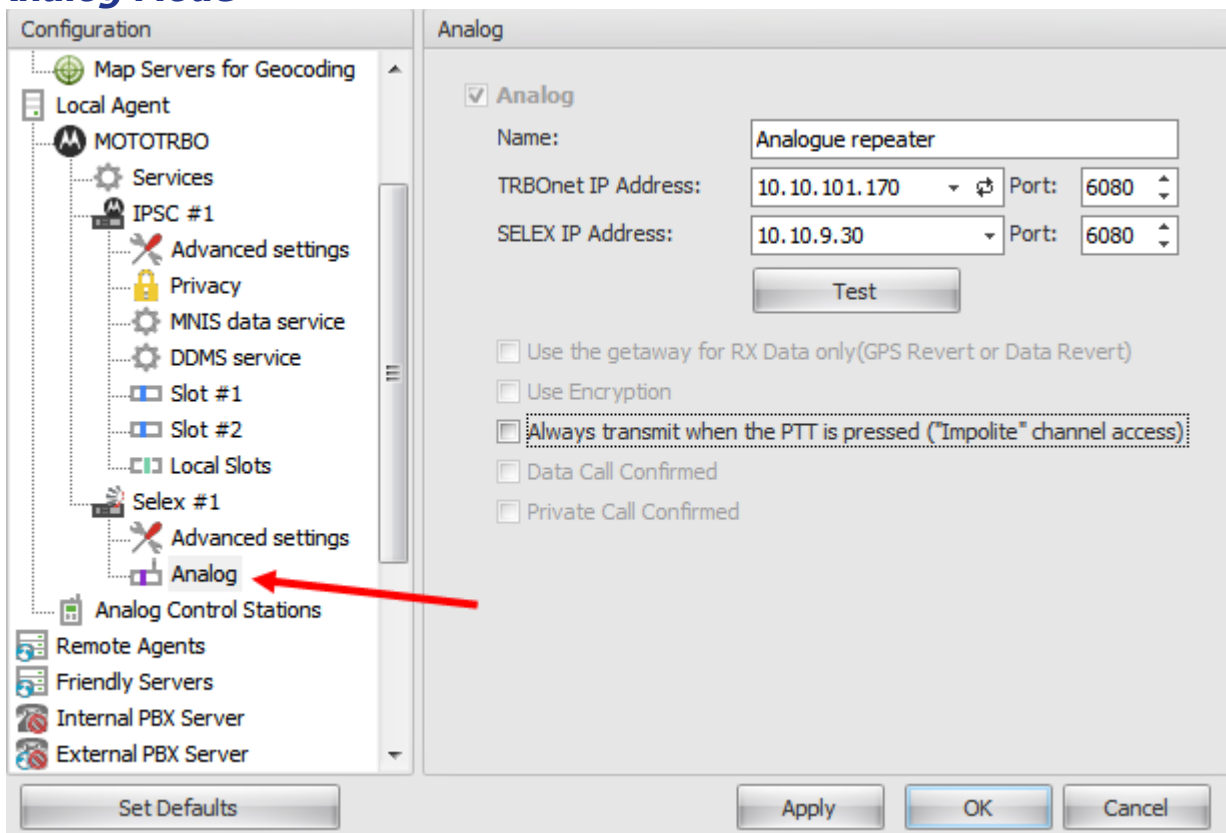 Analog Mode
Configuration
Map Servers for Geocoding
Local Agent
MOTOTRBO
Services
IPSC #1
Advanced settings
Privacy
MNIS data service
DDMS service
Slot #1
Slot #2
Local Slots
Selex #1
Advanced settings
Analog
Analog Control Stations
Remote Agents
Friendly Servers
Internal PBX Server
External PBX Server
Analog
Analog
Name: Analogue repeater
TRBOnet IP Address: 10.10.101.170 Port: 6080
SELEX IP Address: 10.10.9.30 Port: 6080
Test
Use the getaway for RX Data only(GPS Revert or Data Revert)
Use Encryption
Always transmit when the PTT is pressed ("Impolite" channel access)
Data Call Confirmed
Private Call Confirmed
Set Defaults Apply OK Cancel